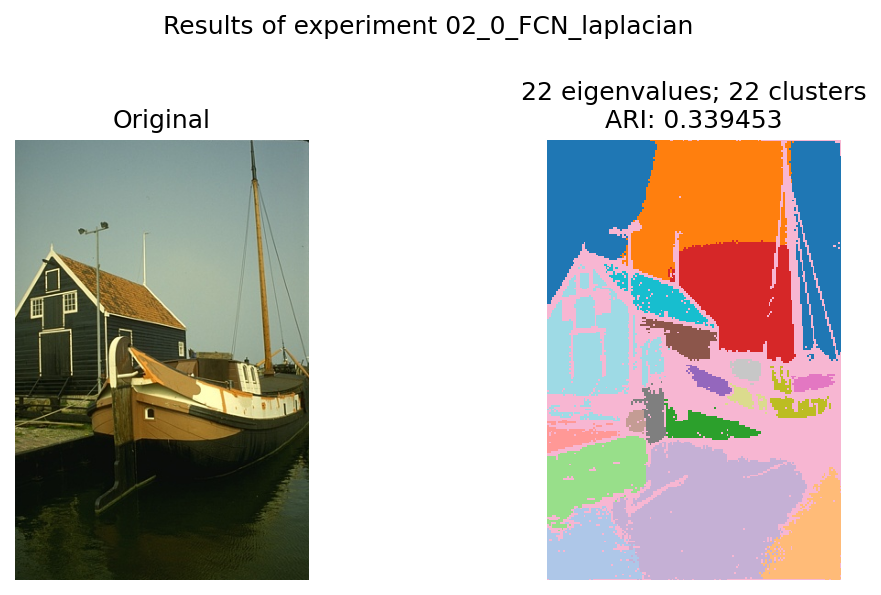 Results of experiment 02_0_FCN_laplacian
Original
22 eigenvalues; 22 clusters
ARI: 0.339453